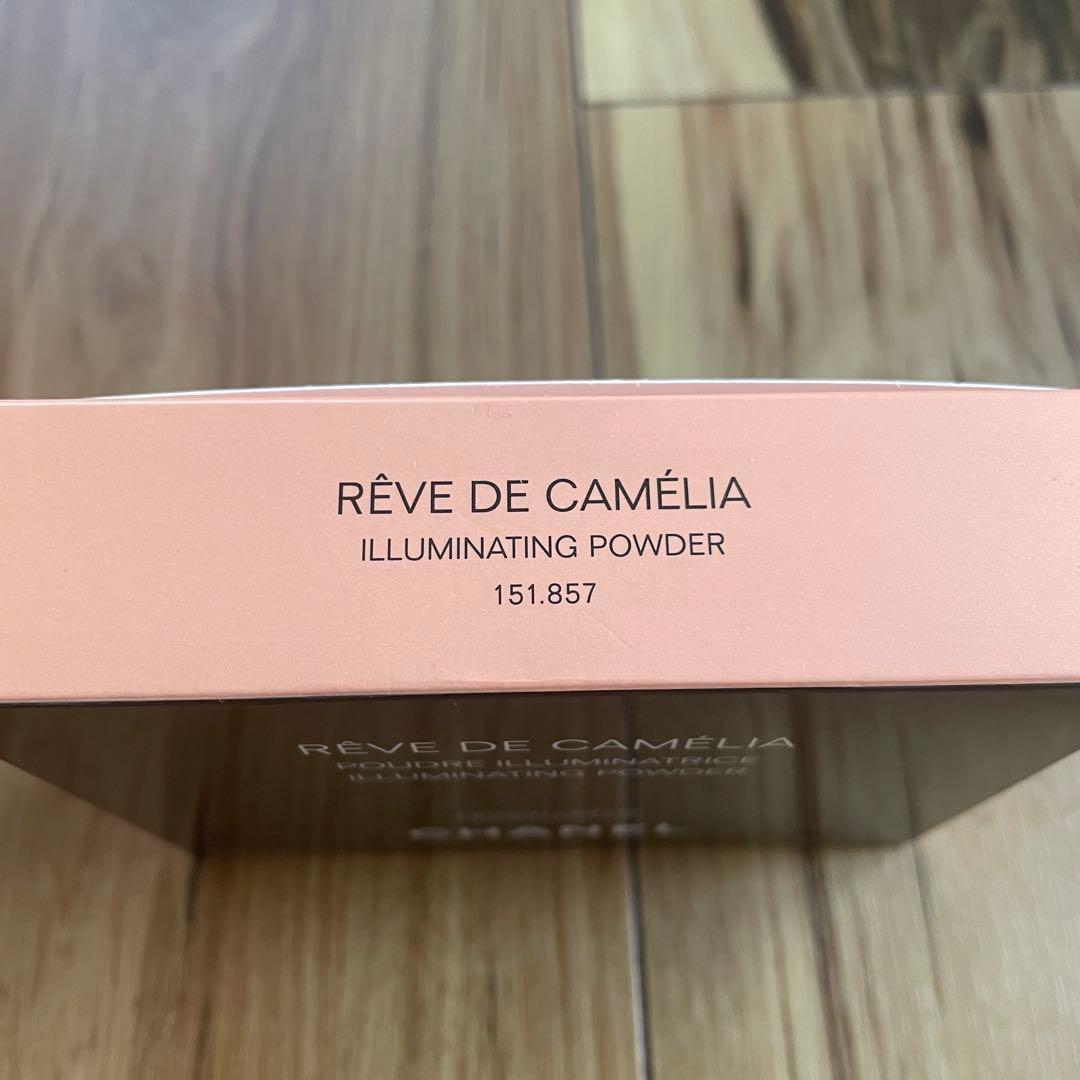 RÊVE DE CAMÉLIA
ILLUMINATING POWDER
151.857
RÊVE DE CAMÉLIA
POUDRE ILLUMINATRICE
ILLUMINATING POWDER
CHANEL